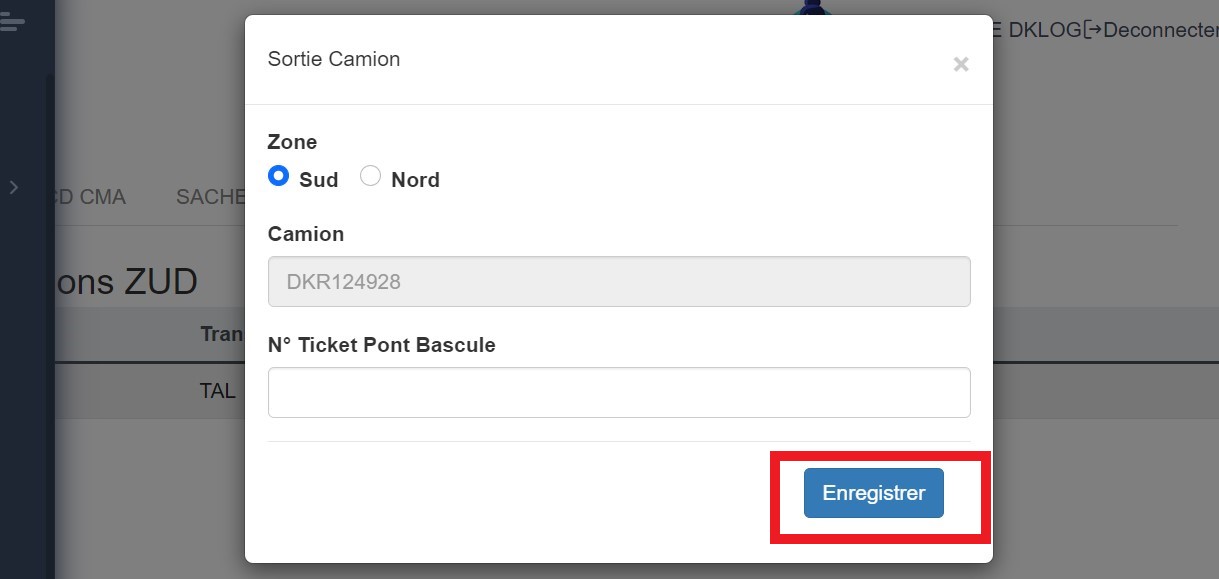 Sortie Camion
×
DKLOG Deconnecter
Zone
Sud Nord
CD CMA SACHE
Camion
DKR124928
ons ZUD
Tran
N° Ticket Pont Bascule
TAL
Enregistrer